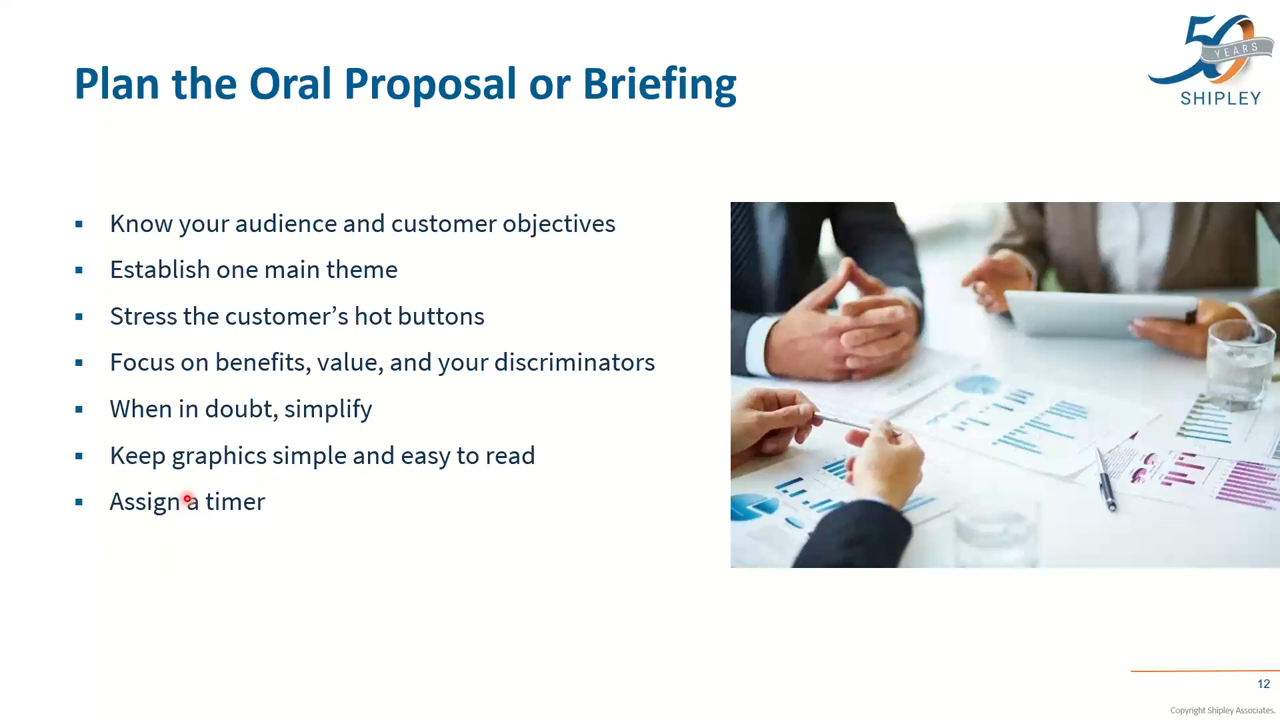 Plan the Oral Proposal or Briefing
50
YEARS
SHIPLEY
▪ Know your audience and customer objectives
▪ Establish one main theme
▪ Stress the customer’s hot buttons
▪ Focus on benefits, value, and your discriminators
▪ When in doubt, simplify
▪ Keep graphics simple and easy to read
▪ Assign a timer
12
Copyright Shipley Associates.